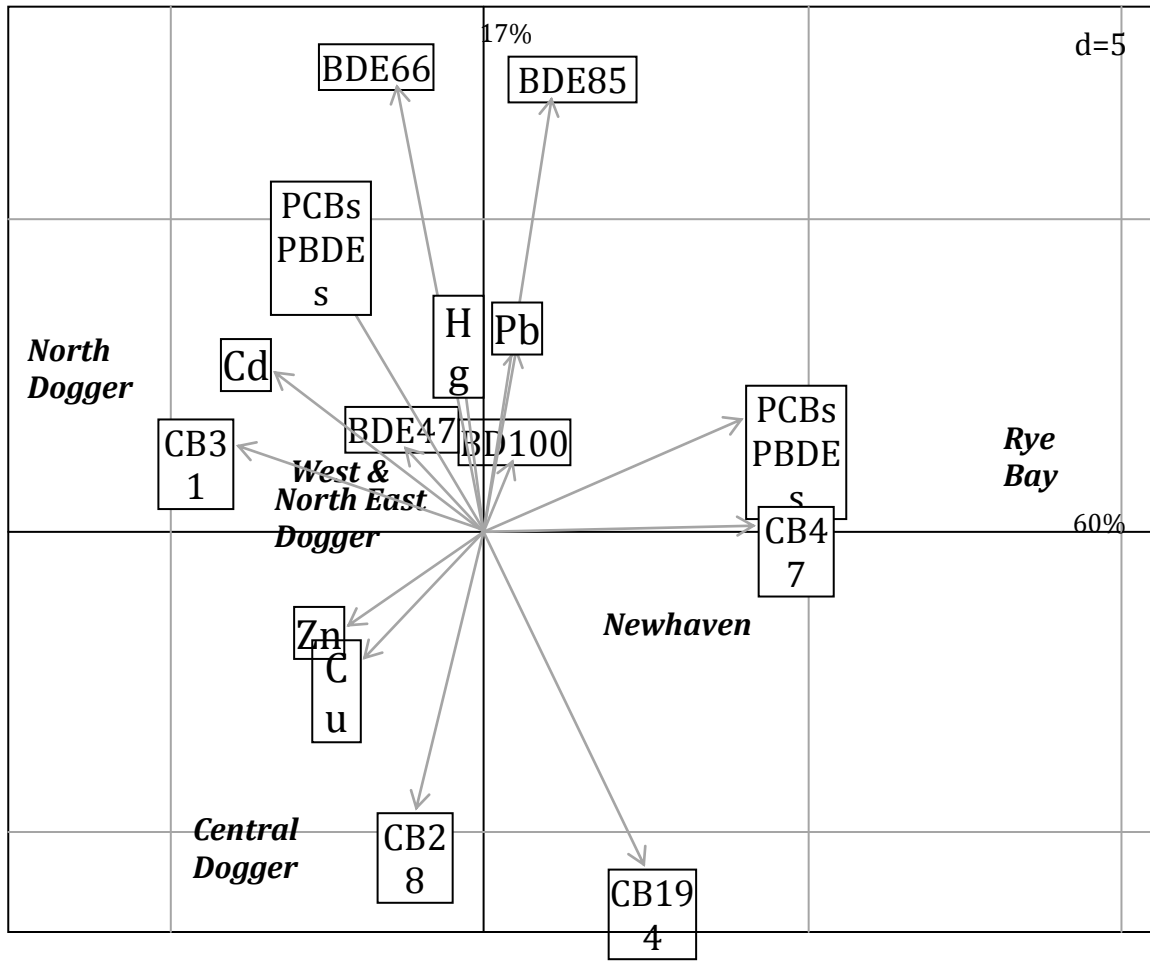 17%
d=5
BDE66
BDE85
PCBs
PBDE
s
H
g
Pb
North
Dogger
Cd
PCBs
PBDE
s
Rye
Bay
CB3
1
BDE47
BD100
West &
North East
Dogger
60%
CB4
7
Zn
C
u
Newhaven
Central
Dogger
CB2
8
CB19
4